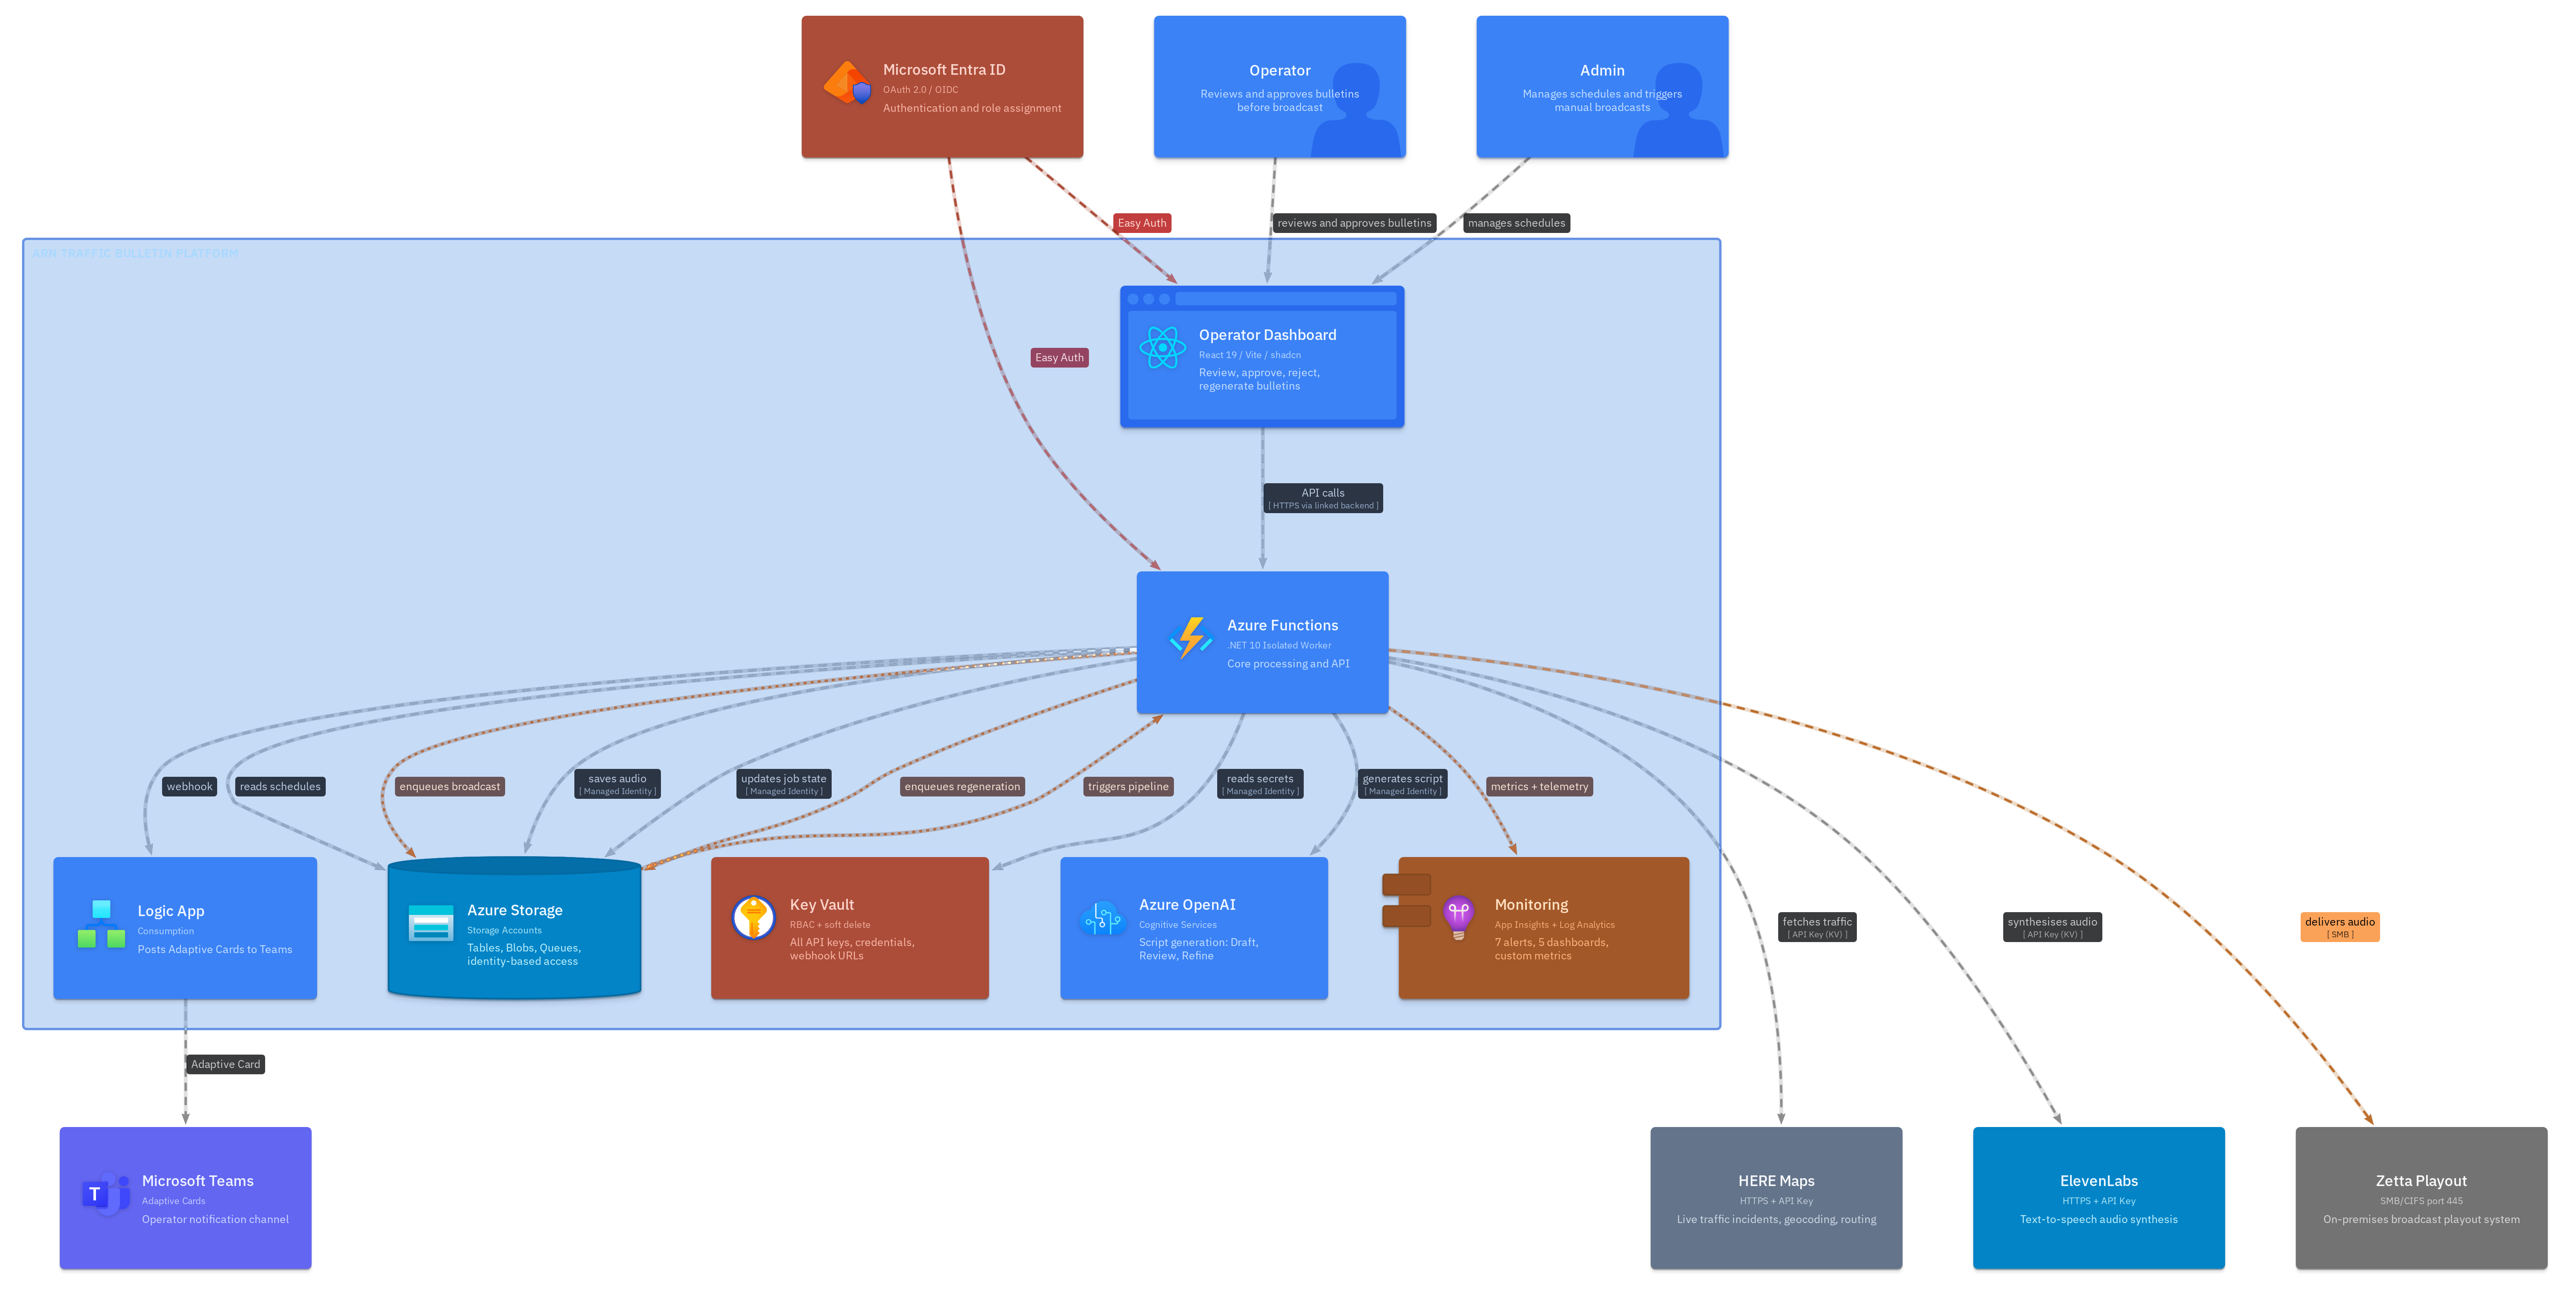 Microsoft Entra ID
OAuth 2.0 / OIDC
Authentication and role assignment
Operator
Reviews and approves bulletins
before broadcast
Admin
Manages schedules and triggers
manual broadcasts
Easy Auth
reviews and approves bulletins
manages schedules
ARN TRAFFIC BULLETIN PLATFORM
Operator Dashboard
React 19 / Vite / shadcn
Review, approve, reject,
regenerate bulletins
Easy Auth
API calls
[ HTTPS via linked backend ]
Azure Functions
.NET 10 Isolated Worker
Core processing and API
webhook
reads schedules
enqueues broadcast
saves audio
[ Managed Identity ]
updates job state
[ Managed Identity ]
enqueues regeneration
triggers pipeline
reads secrets
[ Managed Identity ]
generates script
[ Managed Identity ]
metrics + telemetry
Logic App
Consumption
Posts Adaptive Cards to Teams
Azure Storage
Storage Accounts
Tables, Blobs, Queues,
identity-based access
Key Vault
RBAC + soft delete
All API keys, credentials,
webhook URLs
Azure OpenAI
Cognitive Services
Script generation: Draft,
Review, Refine
Monitoring
App Insights + Log Analytics
7 alerts, 5 dashboards,
custom metrics
fetches traffic
[ API Key (KV) ]
synthesises audio
[ API Key (KV) ]
delivers audio
[ SMB ]
Adaptive Card
T
Microsoft Teams
Adaptive Cards
Operator notification channel
HERE Maps
HTTPS + API Key
Live traffic incidents, geocoding, routing
ElevenLabs
HTTPS + API Key
Text-to-speech audio synthesis
Zetta Playout
SMB/CIFS port 445
On-premises broadcast playout system